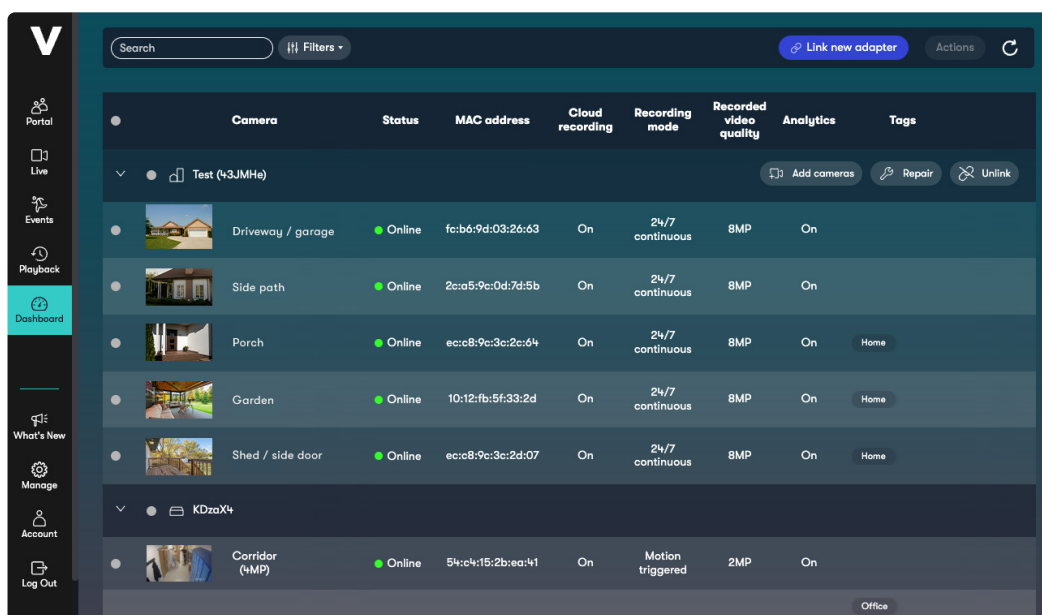 V
Search
Filters
Link new adapter
Actions
Portal
Live
Events
Playback
Dashboard
What's New
Manage
Account
Log Out
Camera Status MAC address Cloud recording Recording mode Recorded video quality Analytics Tags
Test (43JMHe) Add cameras Repair Unlink
Driveway / garage Online fc:b6:9d:03:26:63 On 24/7 continuous 8MP On
Side path Online 2c:a5:9c:0d:7d:5b On 24/7 continuous 8MP On
Porch Online ec:c8:9c:3c:2c:64 On 24/7 continuous 8MP On Home
Garden Online 10:12:fb:5f:33:2d On 24/7 continuous 8MP On Home
Shed / side door Online ec:c8:9c:3c:2d:07 On 24/7 continuous 8MP On Home
KDzaX4
Corridor (4MP) Online 54:c4:15:2b:ea:41 On Motion triggered 2MP On
Office